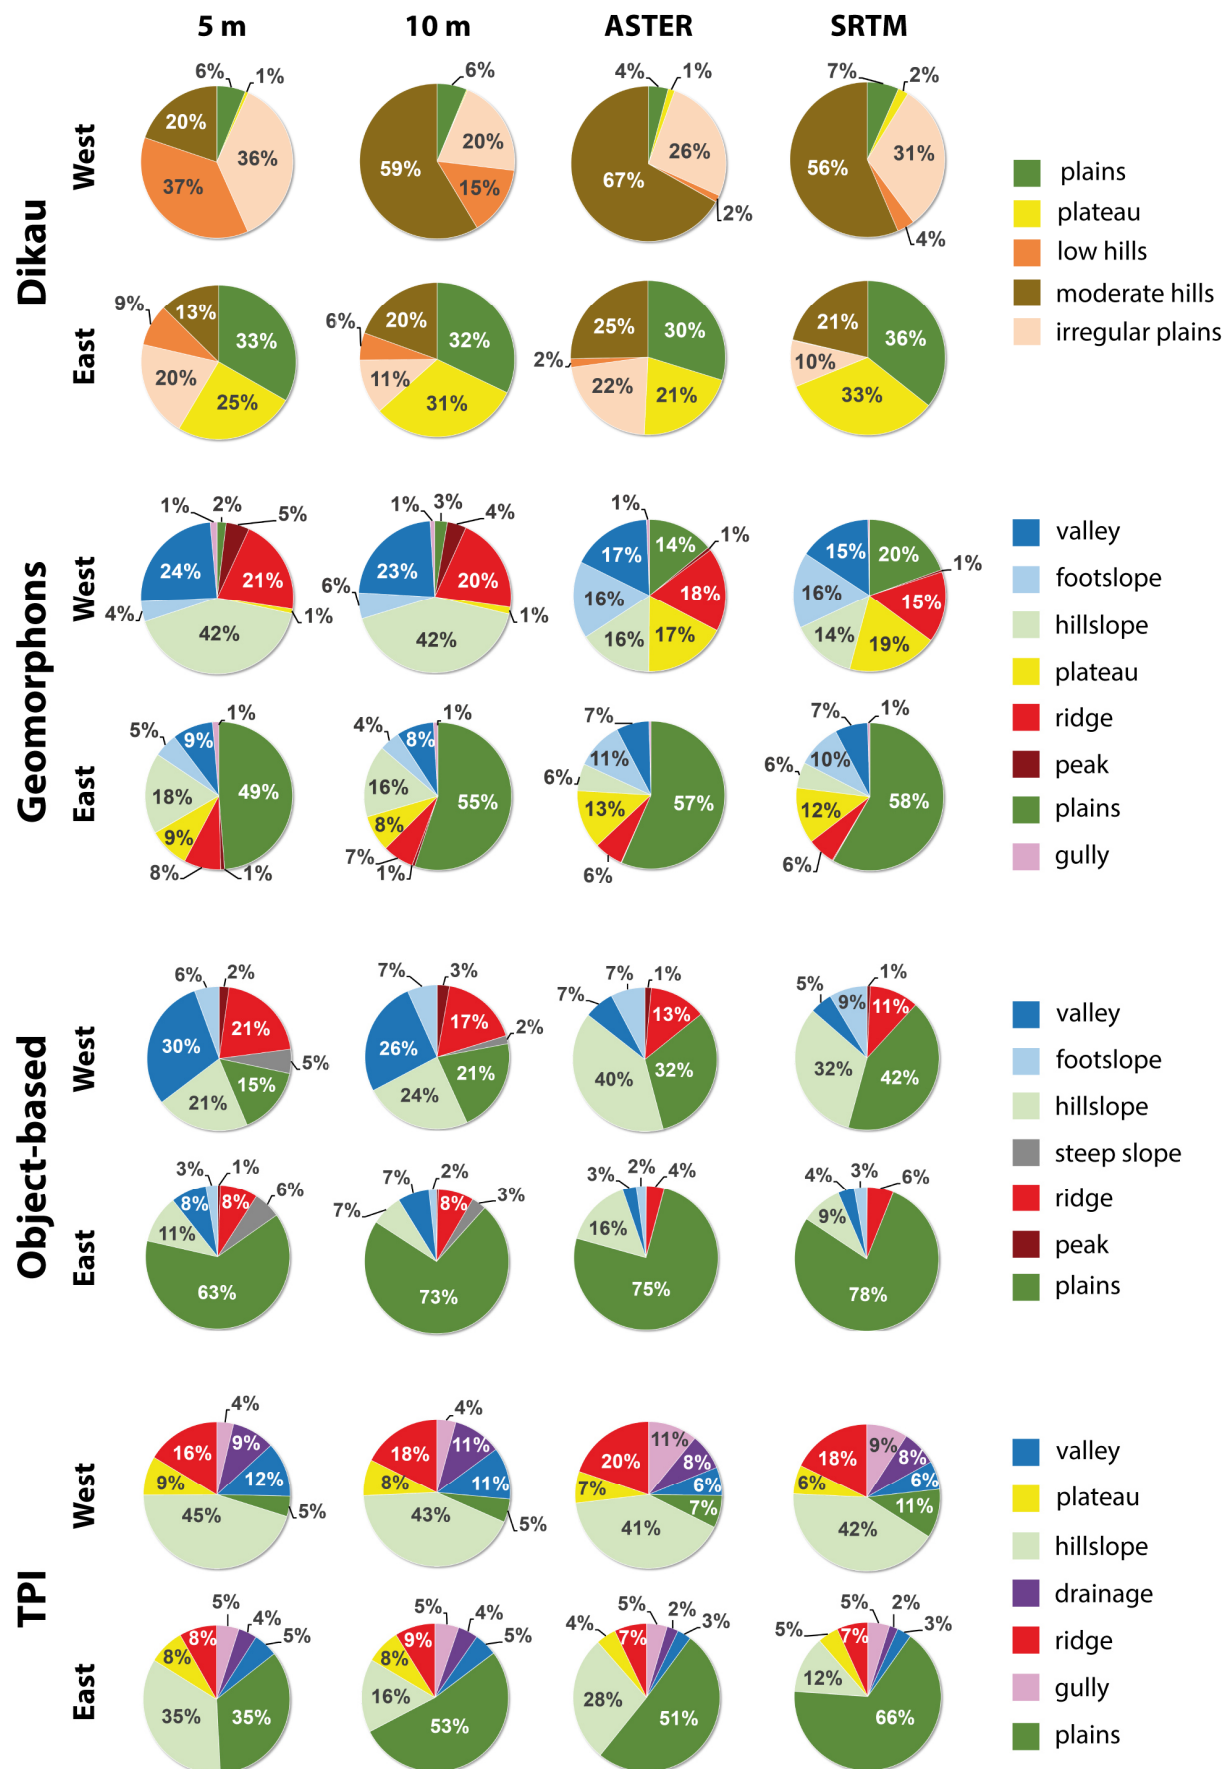 5 m 10 m ASTER SRTM
Dikau
West
6% 1% 36% 37% 20%
6% 20% 15% 59%
4% 1% 26% 2% 67%
7% 2% 31% 4% 56%
East
33% 25% 20% 9% 13%
32% 31% 11% 6% 20%
30% 21% 22% 2% 25%
36% 33% 10% 21%
plains
plateau
low hills
moderate hills
irregular plains
Geomorphons
West
1% 2% 5% 21% 1% 42% 4% 24%
1% 3% 4% 20% 1% 42% 6% 23%
1% 14% 1% 18% 17% 16% 16% 17%
20% 1% 15% 19% 14% 16% 15%
East
1% 49% 1% 8% 9% 18% 5% 9%
1% 55% 1% 7% 8% 16% 4% 8%
57% 6% 13% 6% 11% 7%
1% 58% 6% 12% 6% 10% 7%
valley
footslope
hillslope
plateau
ridge
peak
plains
gully
Object-based
West
2% 21% 5% 15% 21% 30% 6%
3% 17% 2% 21% 24% 26% 7%
1% 13% 32% 40% 7% 7%
1% 11% 42% 32% 5% 9%
East
1% 8% 6% 63% 11% 8% 3%
2% 8% 3% 73% 7% 7%
4% 75% 16% 3% 2%
6% 78% 9% 4% 3%
valley
footslope
hillslope
steep slope
ridge
peak
plains
TPI
West
4% 9% 12% 5% 45% 9% 16%
4% 11% 11% 5% 43% 8% 18%
11% 8% 6% 7% 41% 7% 20%
9% 8% 6% 11% 42% 6% 18%
East
5% 4% 5% 35% 35% 8% 8%
5% 4% 5% 53% 16% 8% 9%
5% 2% 3% 51% 28% 4% 7%
5% 2% 3% 66% 12% 5% 7%
valley
plateau
hillslope
drainage
ridge
gully
plains